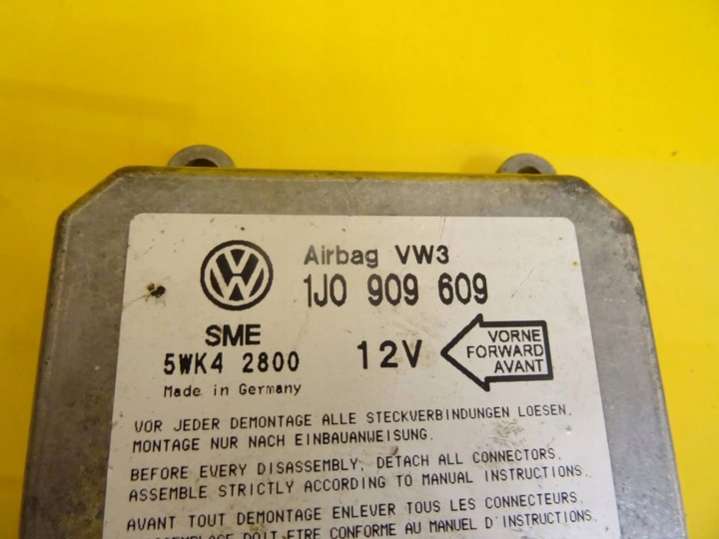 Airbag VW3
1J0 909 609
SME
5WK4 2800
Made in Germany
12V
VORNE
FORWARD
AVANT
VOR JEDER DEMONTAGE ALLE STECKVERBINDUNGEN LOESEN.
MONTAGE NUR NACH EINBAUANWEISUNG.
BEFORE EVERY DISASSEMBLY, DETACH ALL CONNECTORS.
ASSEMBLE STRICTLY ACCORDING TO MANUAL INSTRUCTIONS.
AVANT TOUT DEMONTAGE ENLEVER TOUS LES CONNECTEURS.
DOIT ETRE CONFORME AU MANUEL D'INSTRUCTIONS.